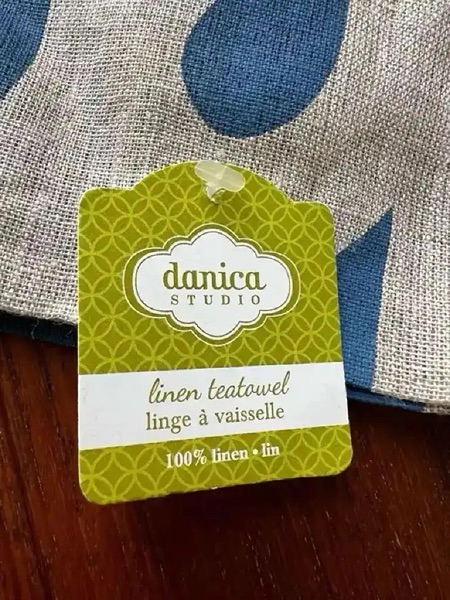 danica
STUDIO
linen teatowel
linge à vaisselle
100% linen • lin